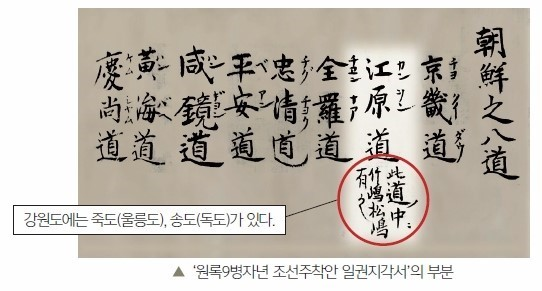 朝鮮之八道
京畿道
江原道
此道中ニ
竹嶋松嶋
有之
全羅道
忠清道
平安道
咸鏡道
黄海道
慶尚道
강원도에는 죽도(울릉도), 송도(독도)가 있다.
▲ '원록9병자년 조선주착안 일권지각서'의 부분